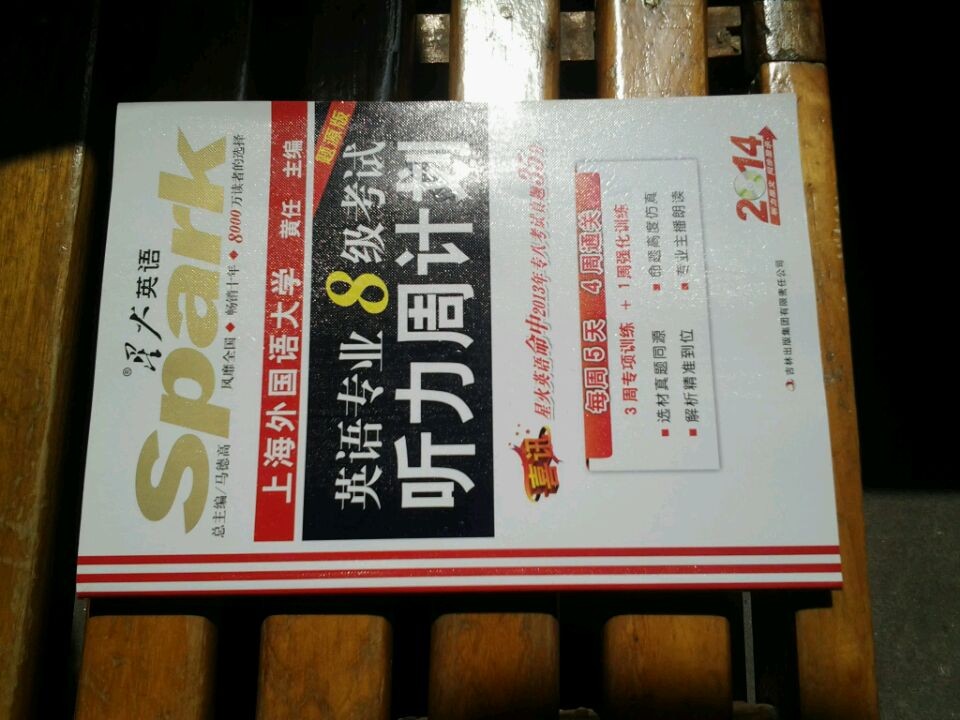 星火英语®
Spark
总主编/马德高 风靡全国◆畅销十年◆8000万读者的选择
上海外国语大学 黄任 主编
题源版
英语专业8级考试
听力周计划
喜讯 星火英语命中2013年专八考试真题35分
每周5天 4周通关
3周专项训练 + 1周强化训练
■选材真题同源 ■命题高度仿真
■解析精准到位 ■专业主播朗读
2014
吉林出版集团有限责任公司